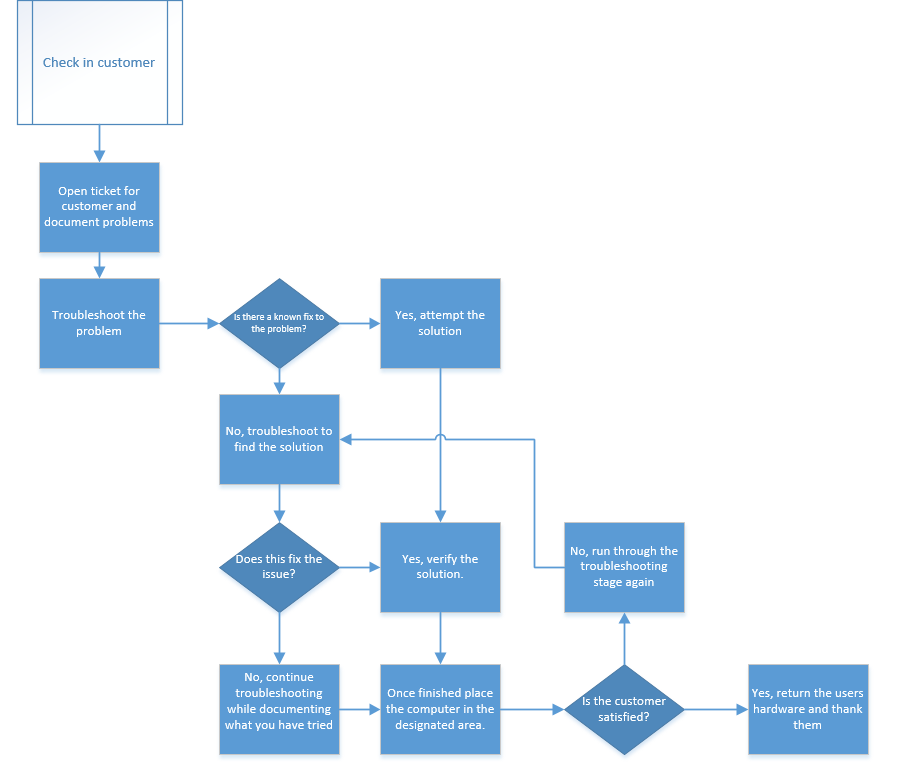 Check in customer
Open ticket for
customer and
document problems
Troubleshoot the
problem
Is there a known fix to
the problem?
Yes, attempt the
solution
No, troubleshoot to
find the solution
Does this fix the
issue?
Yes, verify the
solution.
No, run through the
troubleshooting
stage again
No, continue
troubleshooting
while documenting
what you have tried
Once finished place
the computer in the
designated area.
Is the customer
satisfied?
Yes, return the users
hardware and thank
them